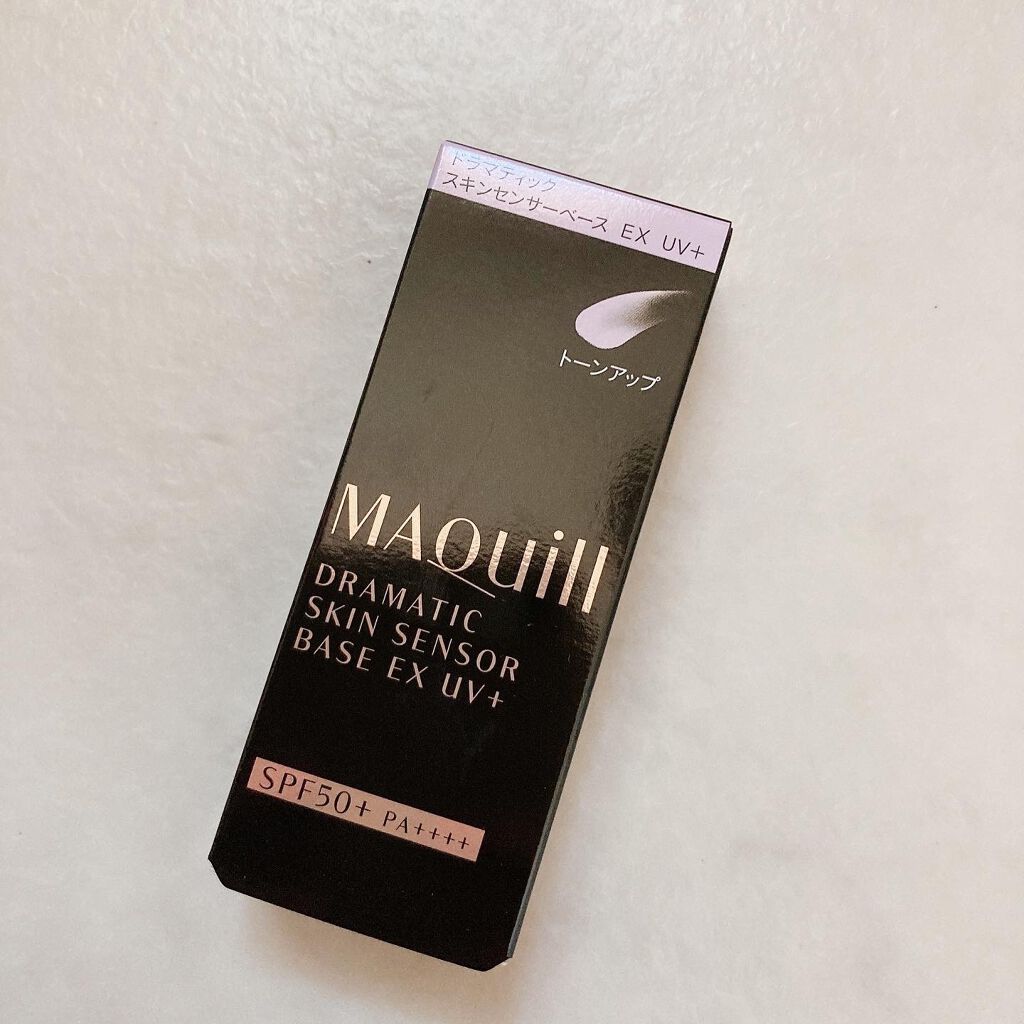 ドラマティック
スキンセンサーベース EX UV+
トーンアップ
MAQuill
DRAMATIC
SKIN SENSOR
BASE EX UV+
SPF50+ PA++++